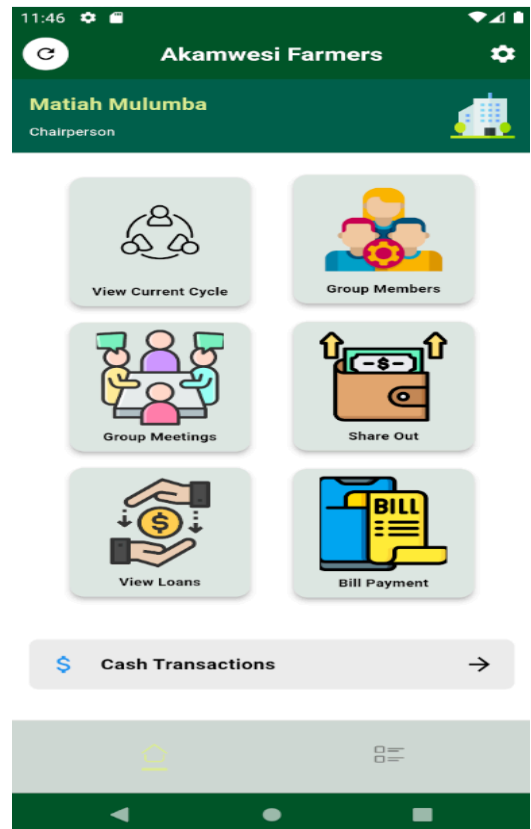 11:46
Akamwesi Farmers
Matiah Mulumba
Chairperson
View Current Cycle
Group Members
Group Meetings
-$-
Share Out
$
View Loans
BILL
Bill Payment
$ Cash Transactions